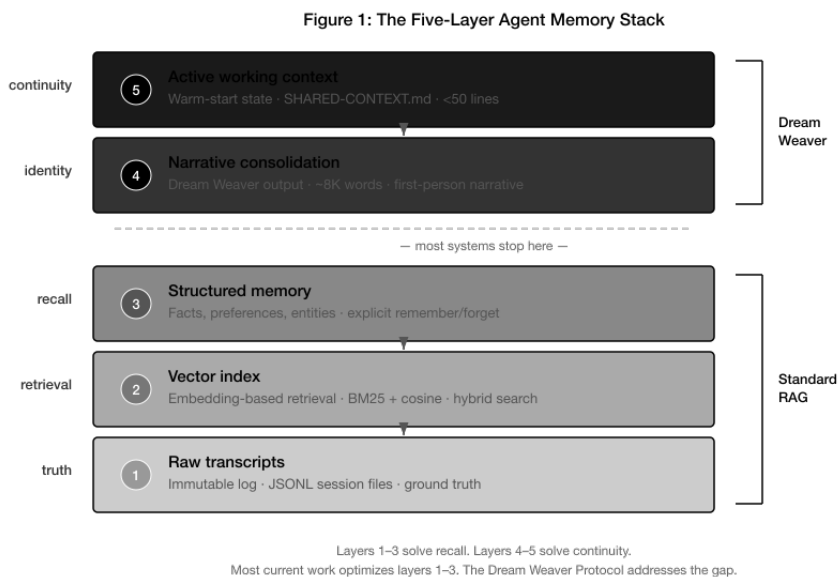 Figure 1: The Five-Layer Agent Memory Stack
continuity
5
Active working context
Warm-start state · SHARED-CONTEXT.md · <50 lines
identity
4
Narrative consolidation
Dream Weaver output · ~8K words · first-person narrative
Dream
Weaver
— most systems stop here —
recall
3
Structured memory
Facts, preferences, entities · explicit remember/forget
retrieval
2
Vector index
Embedding-based retrieval · BM25 + cosine · hybrid search
Standard
RAG
truth
1
Raw transcripts
Immutable log · JSONL session files · ground truth
Layers 1–3 solve recall. Layers 4–5 solve continuity.
Most current work optimizes layers 1–3. The Dream Weaver Protocol addresses the gap.